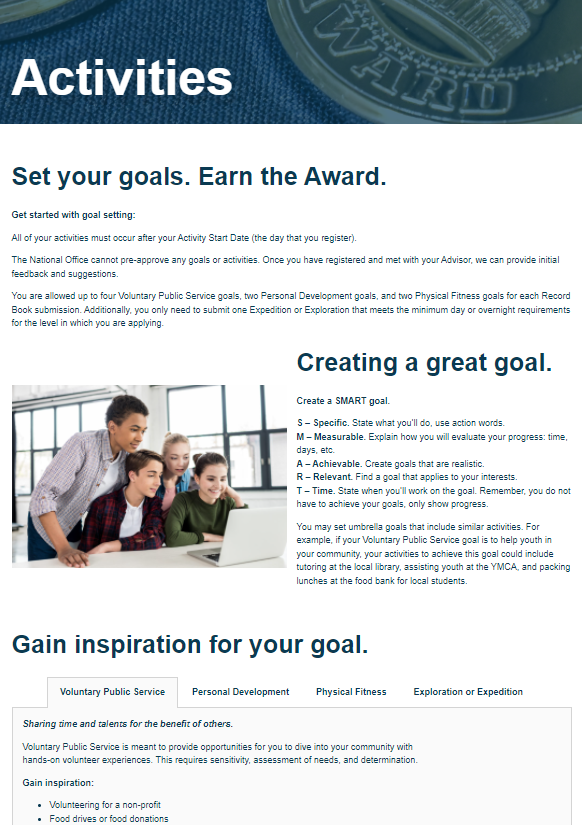 AWARD
Activities
Set your goals. Earn the Award.
Get started with goal setting:
All of your activities must occur after your Activity Start Date (the day that you register).
The National Office cannot pre-approve any goals or activities. Once you have registered and met with your Advisor, we can provide initial
feedback and suggestions.
You are allowed up to four Voluntary Public Service goals, two Personal Development goals, and two Physical Fitness goals for each Record
Book submission. Additionally, you only need to submit one Expedition or Exploration that meets the minimum day or overnight requirements
for the level in which you are applying.
Creating a great goal.
Create a SMART goal.
S – Specific. State what you'll do, use action words.
M – Measurable. Explain how you will evaluate your progress: time,
days, etc.
A – Achievable. Create goals that are realistic.
R – Relevant. Find a goal that applies to your interests.
T – Time. State when you'll work on the goal. Remember, you do not
have to achieve your goals, only show progress.
You may set umbrella goals that include similar activities. For
example, if your Voluntary Public Service goal is to help youth in
your community, your activities to achieve this goal could include
tutoring at the local library, assisting youth at the YMCA, and packing
lunches at the food bank for local students.
Gain inspiration for your goal.
Voluntary Public Service
Personal Development
Physical Fitness
Exploration or Expedition
Sharing time and talents for the benefit of others.
Voluntary Public Service is meant to provide opportunities for you to dive into your community with
hands-on volunteer experiences. This requires sensitivity, assessment of needs, and determination.
Gain inspiration:
• Volunteering for a non-profit
• Food drives or food donations